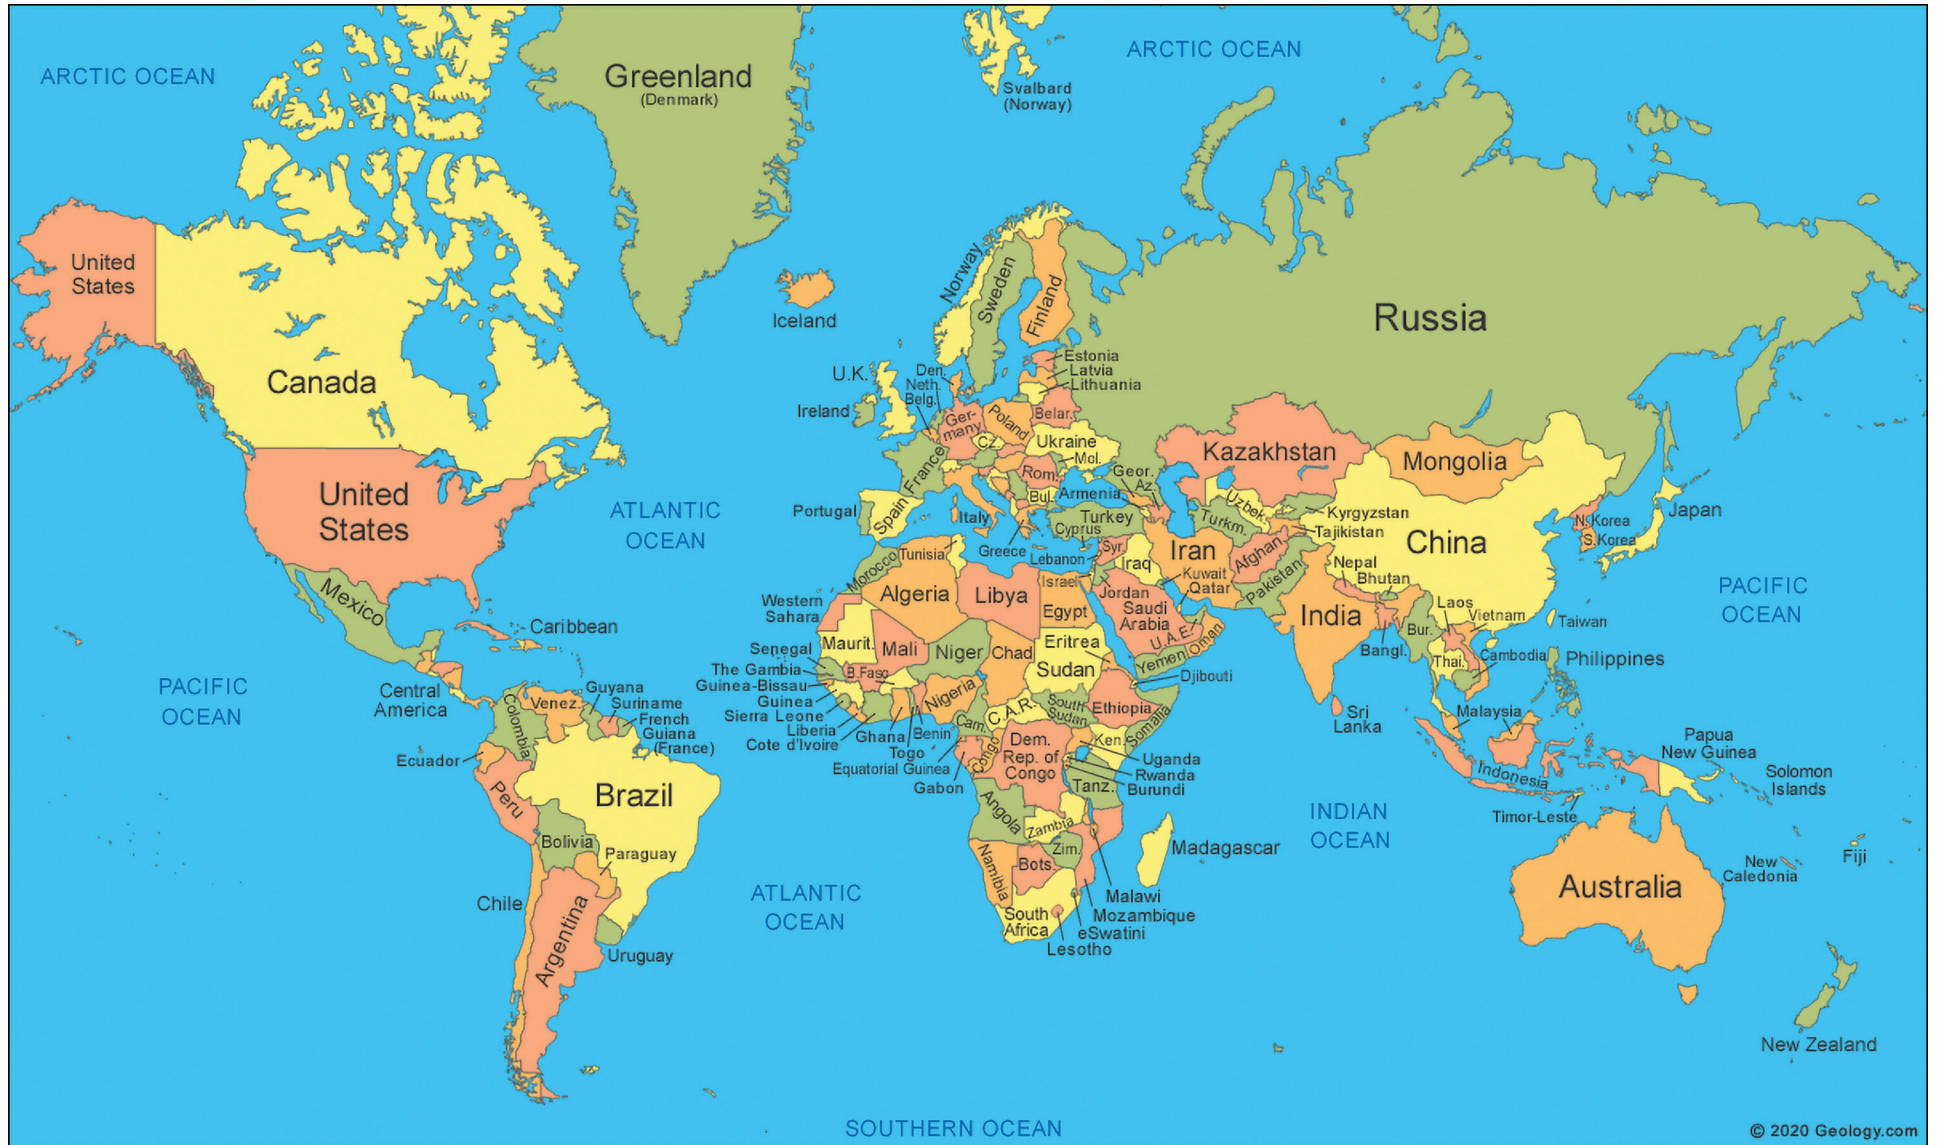 ARCTIC OCEAN
ARCTIC OCEAN
Greenland
(Denmark)
Svalbard
(Norway)
United
States
Canada
Iceland
Norway
Sweden
Finland
Russia
Estonia
Latvia
Lithuania
U.K.
Ireland
Den.
Neth.
Belg.
Ger-
many
Poland
Belar.
Cz.
Ukraine
Mol.
France
Rom.
Bul.
Italy
Spain
Portugal
Greece
Geor.
Az.
Armenia
Turkey
Cyprus
Lebanon
Syr.
Israel
Iraq
Jordan
Iran
Kuwait
Qatar
Saudi
Arabia
U.A.E.
Oman
Yemen
Kazakhstan
Uzbek.
Turkm.
Kyrgyzstan
Tajikistan
Afghan.
Pakistan
Mongolia
China
N. Korea
S. Korea
Japan
Nepal
Bhutan
India
Bangl.
Bur.
Laos
Vietnam
Thai.
Cambodia
Taiwan
Philippines
Sri
Lanka
Malaysia
Indonesia
Timor-Leste
Papua
New Guinea
Solomon
Islands
Fiji
New
Caledonia
Australia
New Zealand
United
States
Mexico
Caribbean
Central
America
ATLANTIC
OCEAN
PACIFIC
OCEAN
PACIFIC
OCEAN
Guyana
Suriname
French
Guiana
(France)
Venez.
Colombia
Ecuador
Peru
Brazil
Bolivia
Paraguay
Chile
Argentina
Uruguay
Morocco
Tunisia
Algeria
Libya
Egypt
Western
Sahara
Maurit.
Mali
Niger
Chad
Eritrea
Sudan
Senegal
The Gambia
Guinea-Bissau
Guinea
Sierra Leone
Liberia
Cote d'Ivoire
B.Faso
Ghana
Togo
Benin
Nigeria
Equatorial Guinea
Gabon
Cam.
C.A.R.
South
Sudan
Ethiopia
Djibouti
Somalia
Congo
Dem.
Rep. of
Congo
Ken.
Uganda
Rwanda
Burundi
Tanz.
Angola
Zambia
Zim.
Namibia
Bots.
South
Africa
Malawi
Mozambique
eSwatini
Lesotho
Madagascar
INDIAN
OCEAN
ATLANTIC
OCEAN
SOUTHERN OCEAN
© 2020 Geology.com